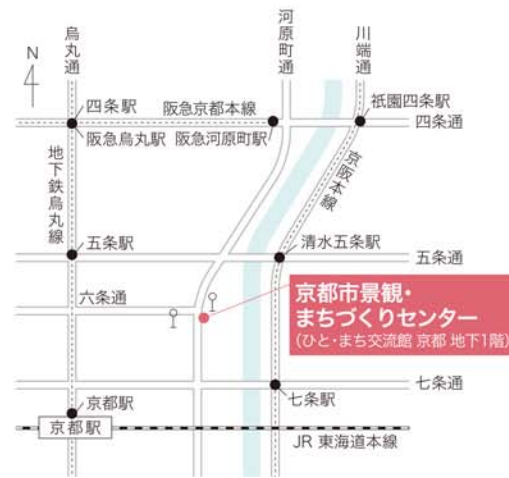 烏丸通
河原町通
川端通
N
四条駅
阪急京都本線
祇園四条駅
四条通
阪急烏丸駅
阪急河原町駅
地下鉄烏丸線
京阪本線
五条駅
清水五条駅
五条通
六条通
京都市景観・
まちづくりセンター
(ひと・まち交流館 京都 地下1階)
七条通
京都駅
七条駅
京都駅
JR 東海道本線